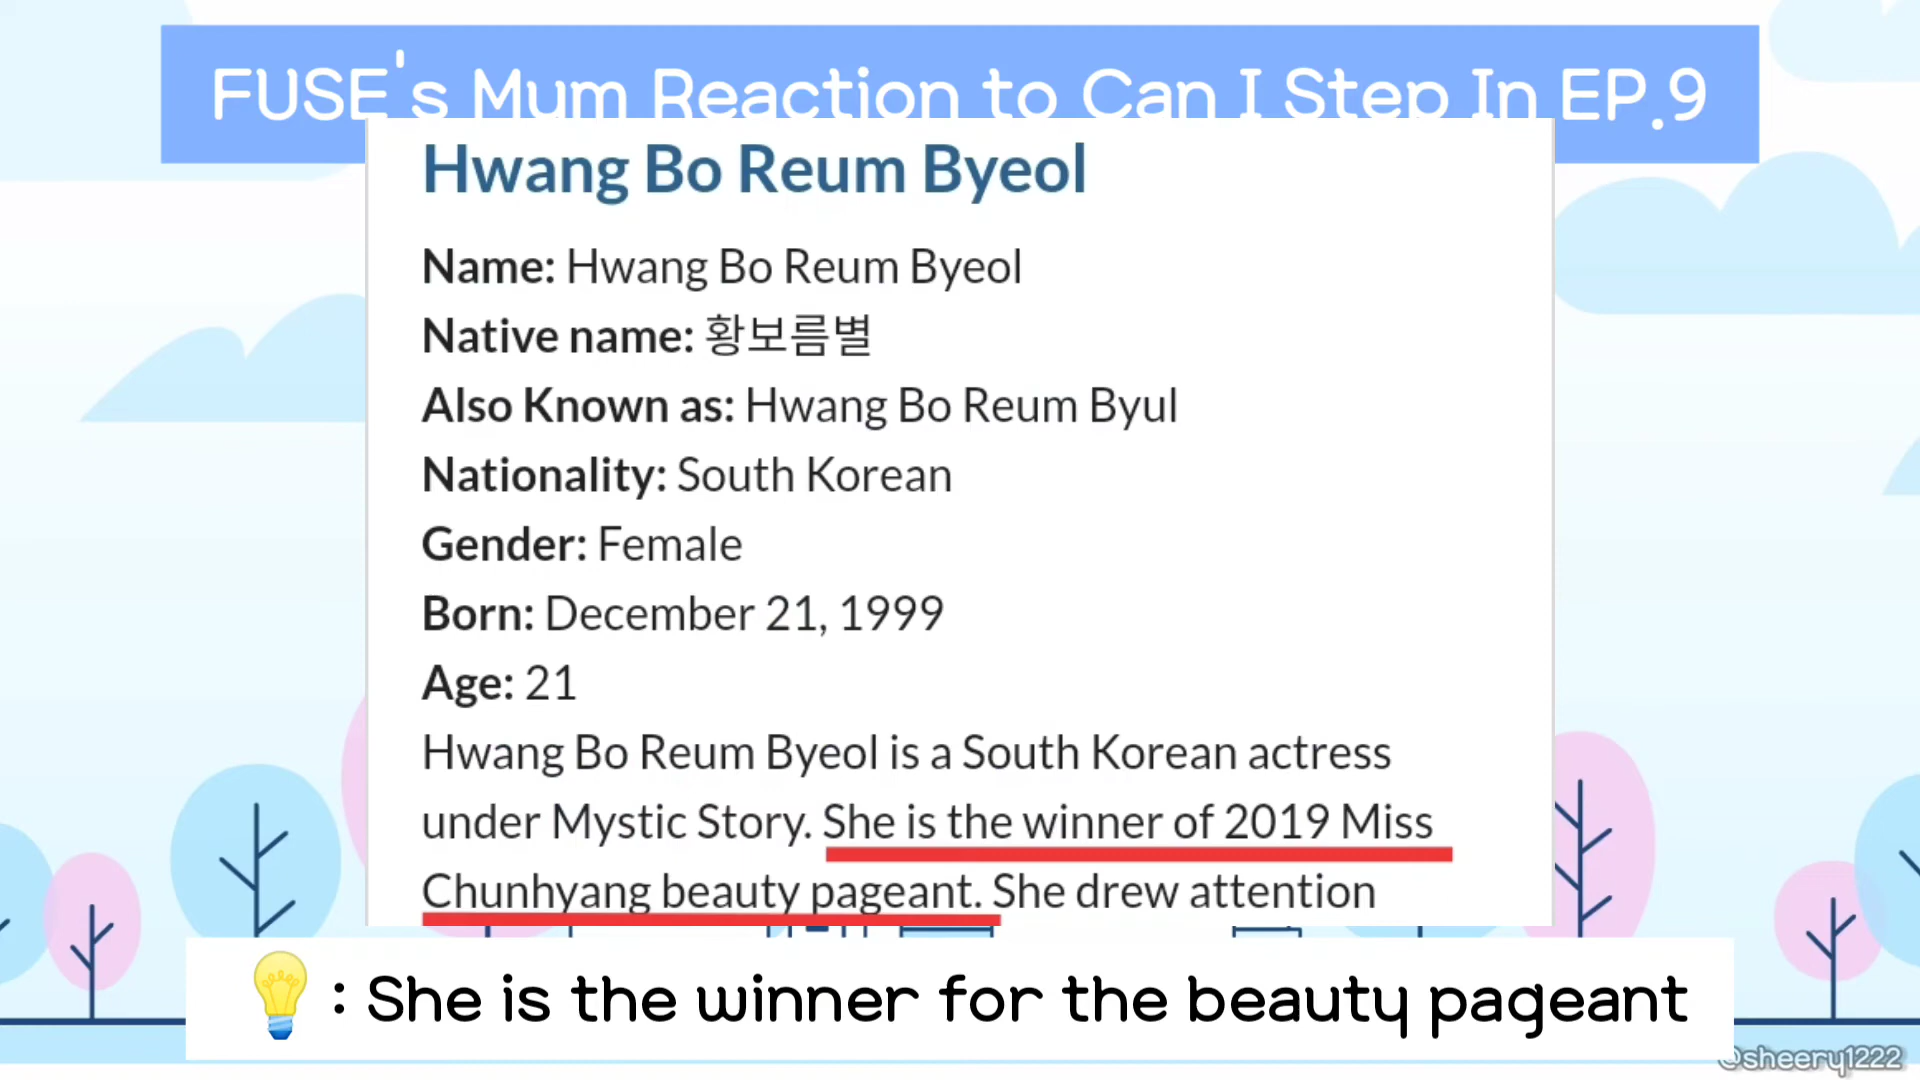 FUSE's Mum Reaction to Can I Step In EP.9
Hwang Bo Reum Byeol
Name: Hwang Bo Reum Byeol
Native name: 황보름별
Also Known as: Hwang Bo Reum Byul
Nationality: South Korean
Gender: Female
Born: December 21, 1999
Age: 21
Hwang Bo Reum Byeol is a South Korean actress
under Mystic Story. She is the winner of 2019 Miss
Chunhyang beauty pageant. She drew attention
: She is the winner for the beauty pageant
@sheery1222